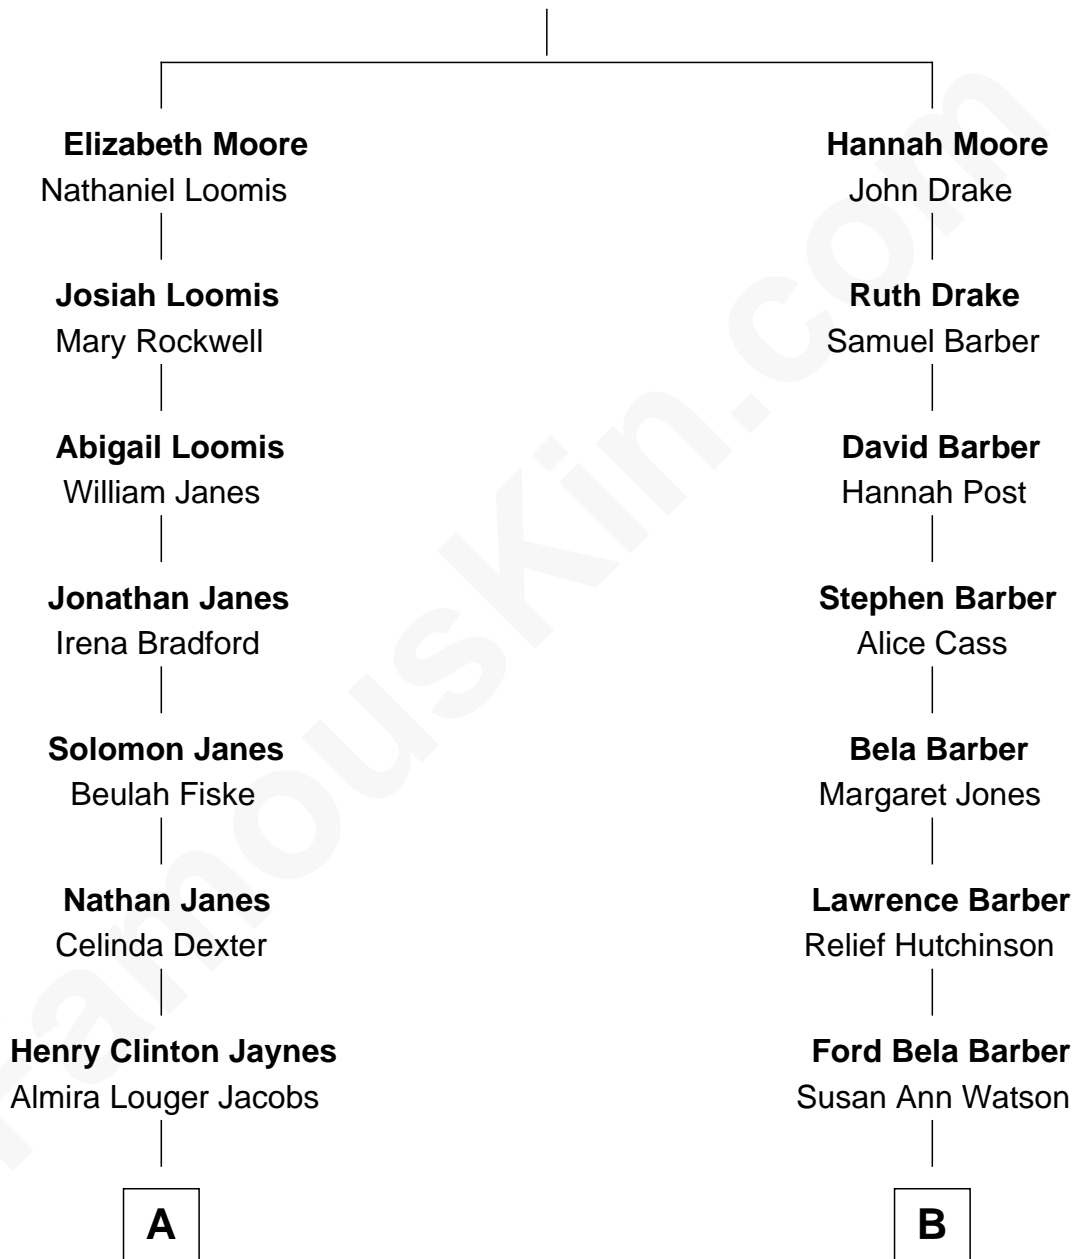 Elizabeth Moore
Nathaniel Loomis
Josiah Loomis
Mary Rockwell
Abigail Loomis
William Janes
Jonathan Janes
Irena Bradford
Solomon Janes
Beulah Fiske
Nathan Janes
Celinda Dexter
Henry Clinton Jaynes
Almira Louger Jacobs
A
Hannah Moore
John Drake
Ruth Drake
Samuel Barber
David Barber
Hannah Post
Stephen Barber
Alice Cass
Bela Barber
Margaret Jones
Lawrence Barber
Relief Hutchinson
Ford Bela Barber
Susan Ann Watson
B
FamousKin.com